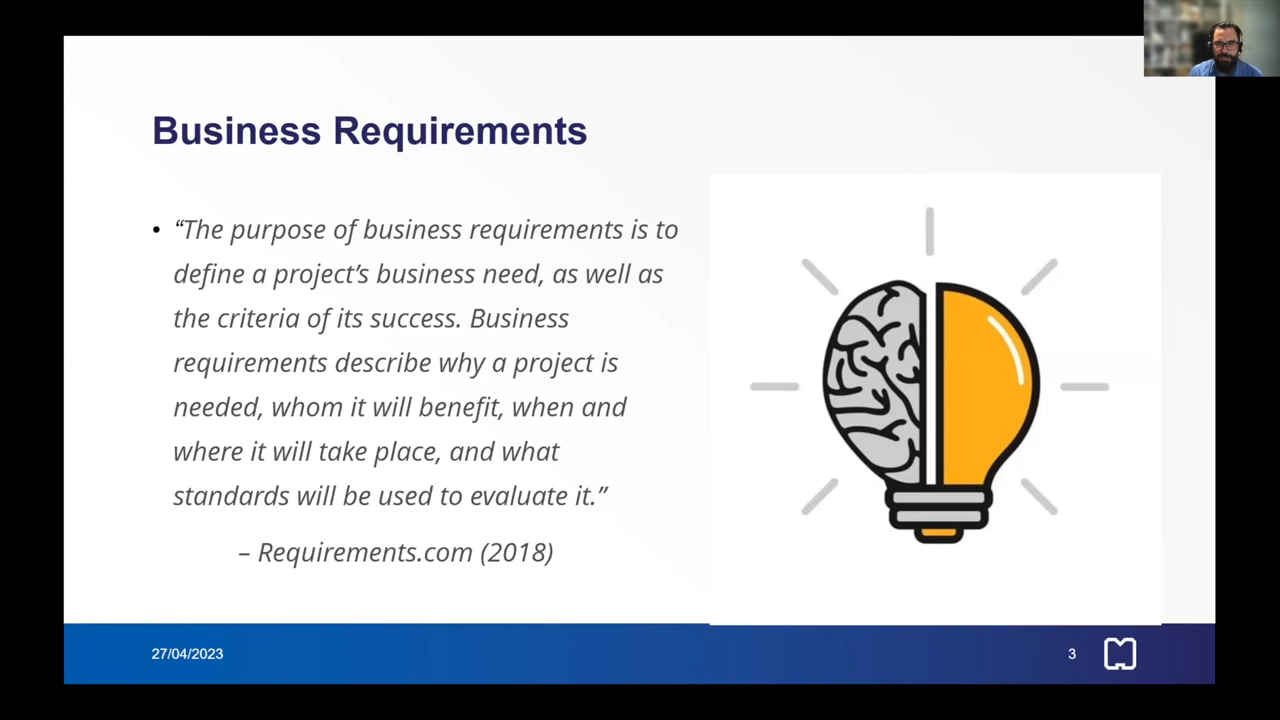 Business Requirements
• “The purpose of business requirements is to
define a project’s business need, as well as
the criteria of its success. Business
requirements describe why a project is
needed, whom it will benefit, when and
where it will take place, and what
standards will be used to evaluate it.”
– Requirements.com (2018)
27/04/2023
3